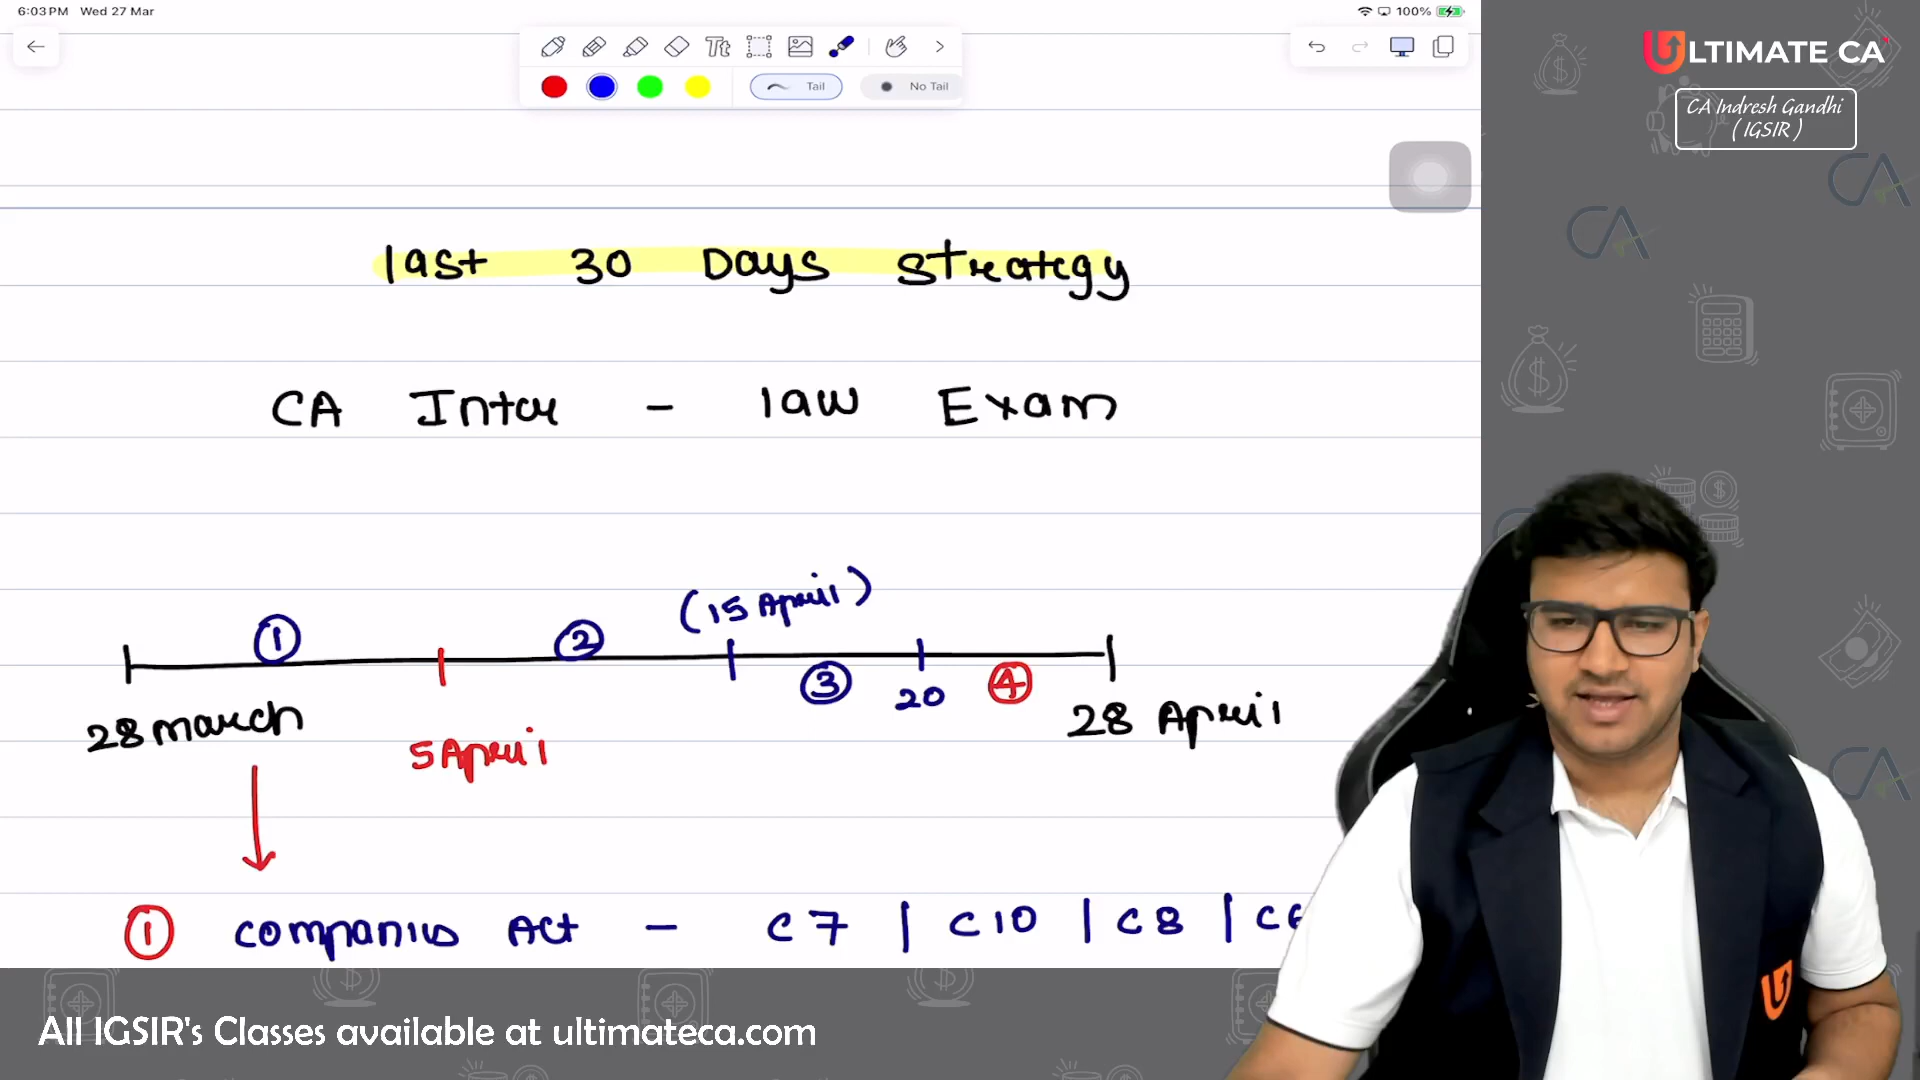 6:03 PM Wed 27 Mar
100%
Tt
Tail
No Tail
ULTIMATE CA
CA Indresh Gandhi
( IGSIR )
last 30 Days Strategy
CA Inter - law Exam
(15 April)
1 2
3 20 4
28 march 5 April 28 April
1 Companies Act - C7 | C10 | C8 |
All IGSIR's Classes available at ultimateca.com